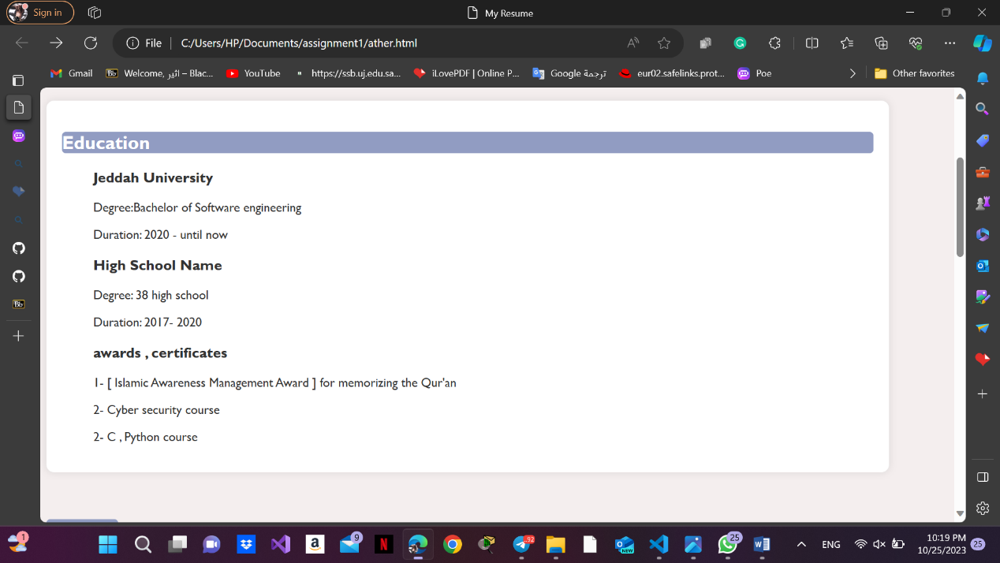 Sign in
My Resume
File
C:/Users/HP/Documents/assignment1/ather.html
Gmail
Welcome, اثير – Blac...
YouTube
https://ssb.uj.edu.sa...
iLovePDF | Online P...
Google ترجمة
eur02.safelinks.prot...
Poe
Other favorites
Education
Jeddah University
Degree:Bachelor of Software engineering
Duration: 2020 - until now
High School Name
Degree: 38 high school
Duration: 2017- 2020
awards , certificates
1- [ Islamic Awareness Management Award ] for memorizing the Qur'an
2- Cyber security course
2- C , Python course
1
9
92
NEW
25
ENG
10:19 PM
10/25/2023
25